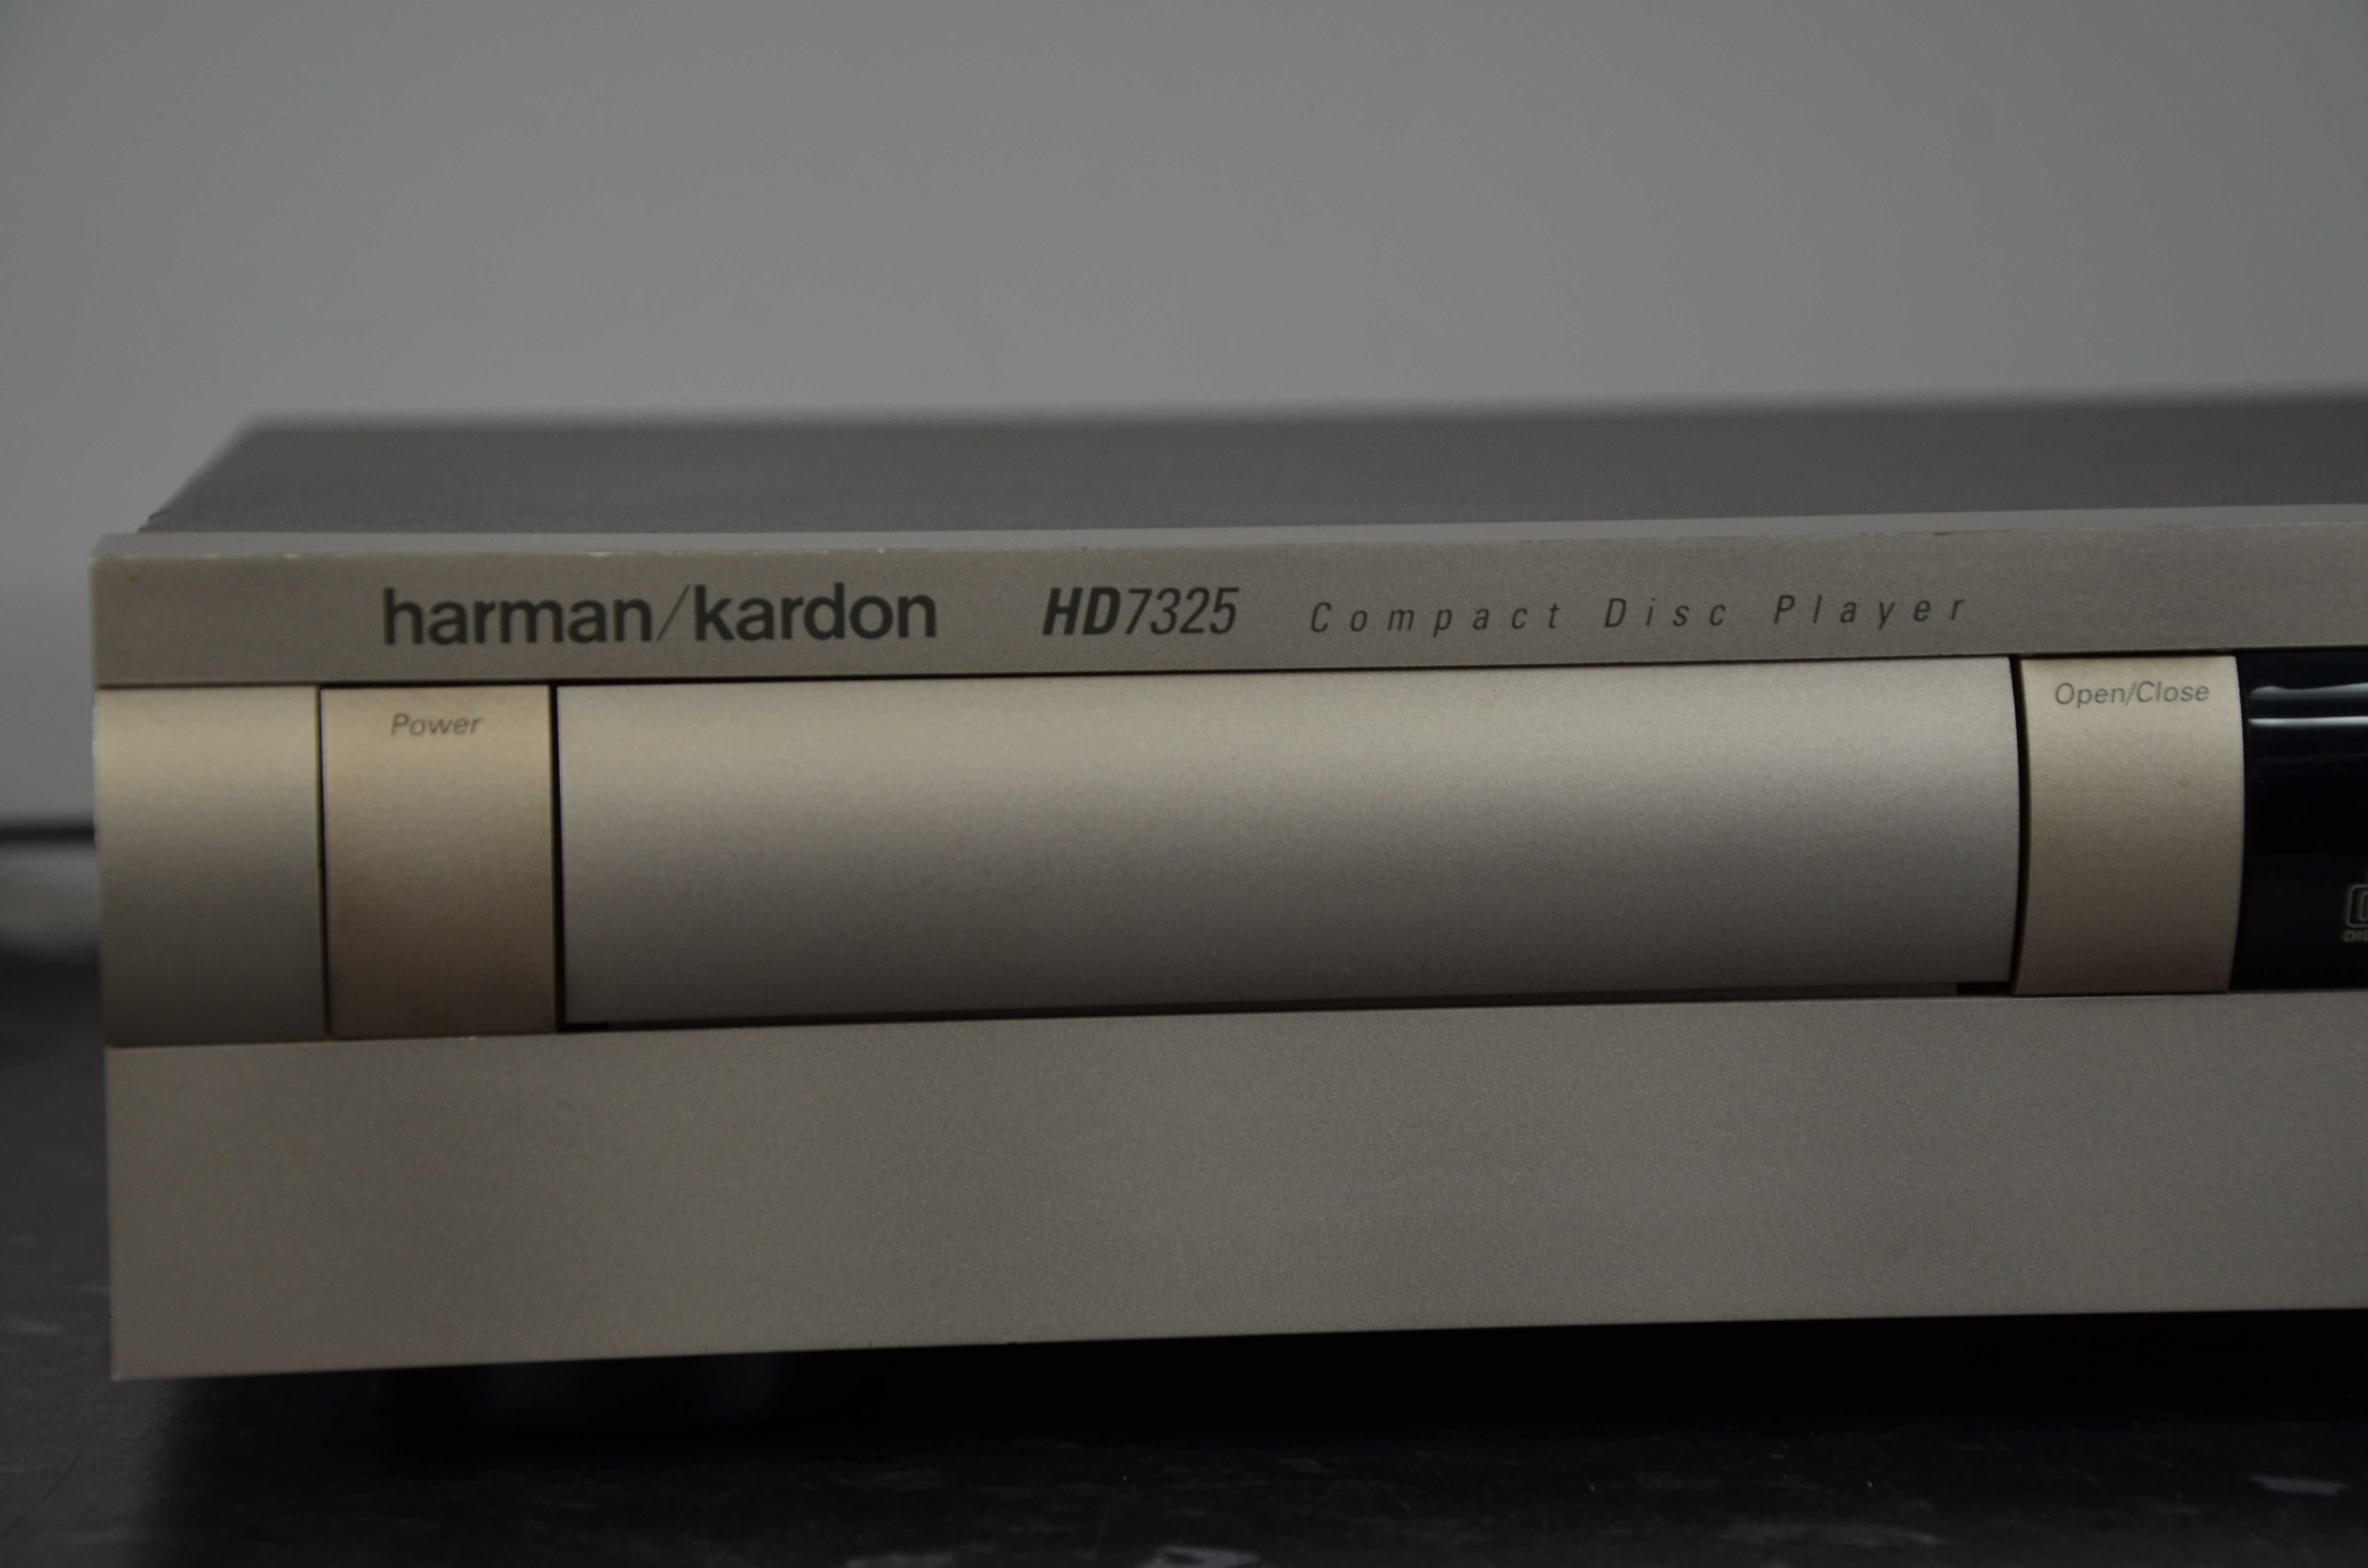 harman/kardon HD7325 Compact Disc Player
Power
Open/Close